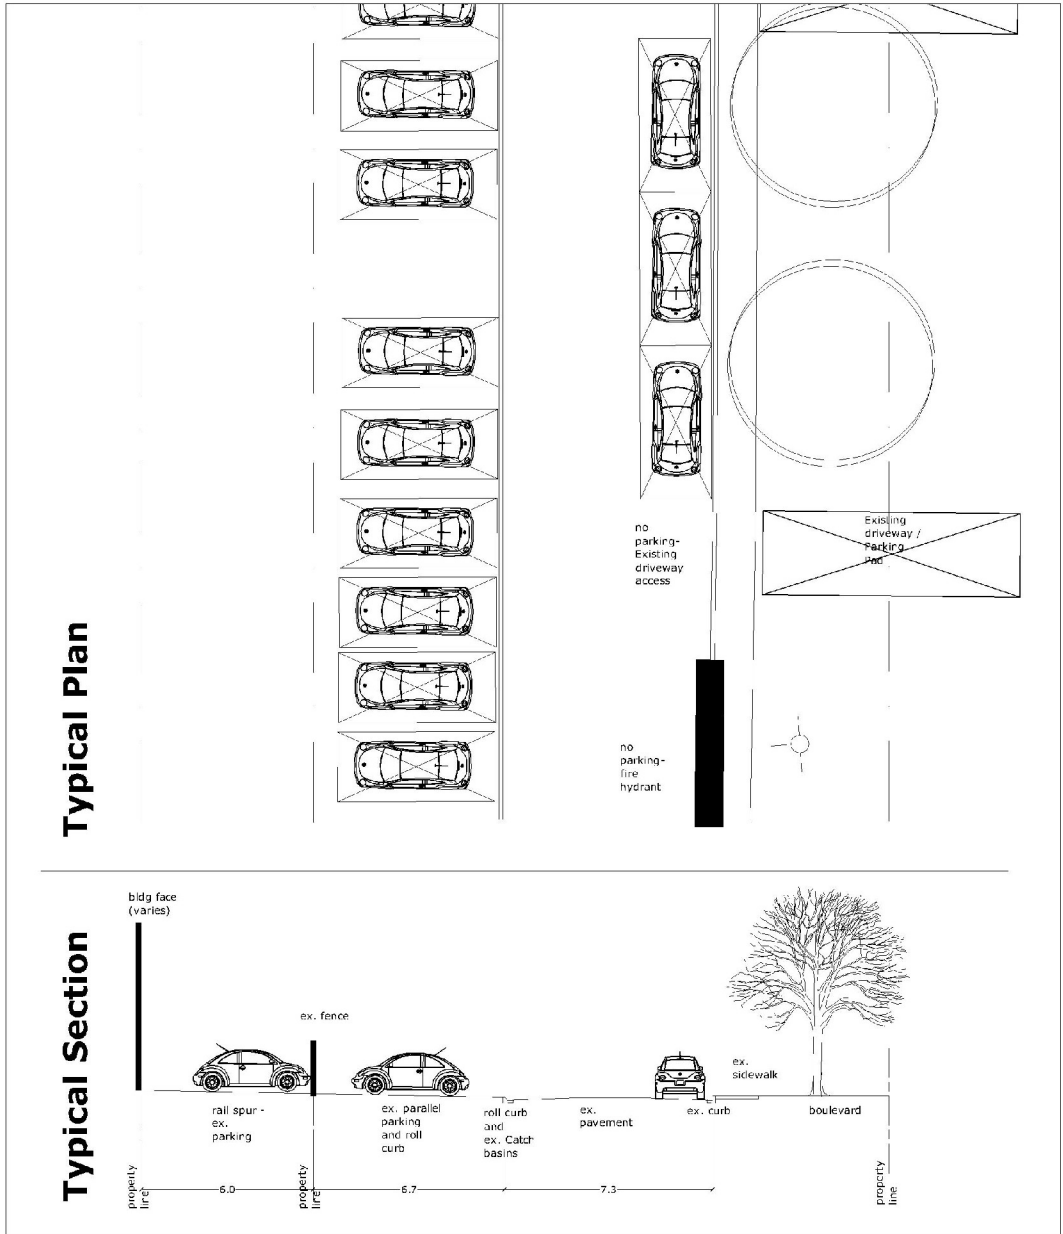 Typical Plan
no
parking-
Existing
driveway
access
Existing
driveway /
Parking
Pad
no
parking-
fire
hydrant
Typical Section
bldg face
(varies)
ex. fence
ex.
sidewalk
rail spur -
ex.
parking
ex. parallel
parking
and roll
curb
roll curb
and
ex. Catch
basins
ex.
pavement
ex. curb
boulevard
property
line
6.0
property
line
6.7
7.3
property
line